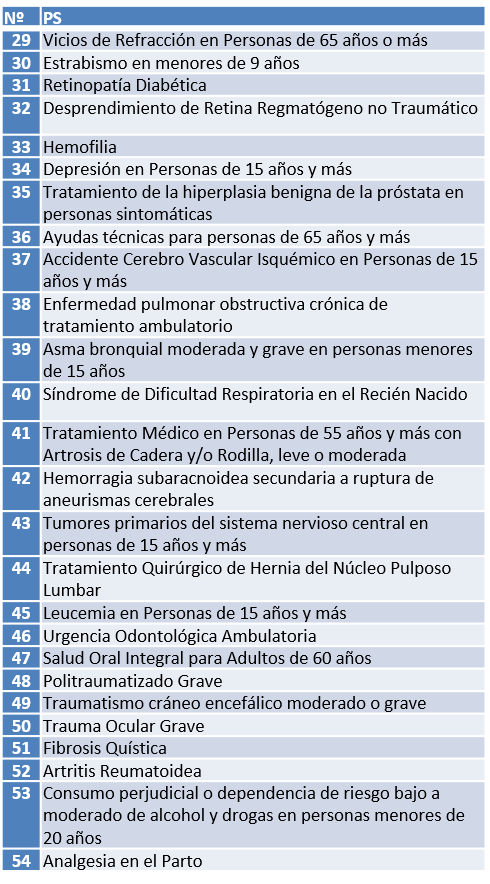 Nº PS
29 Vicios de Refracción en Personas de 65 años o más
30 Estrabismo en menores de 9 años
31 Retinopatía Diabética
32 Desprendimiento de Retina Regmatógeno no Traumático
33 Hemofilia
34 Depresión en Personas de 15 años y más
35 Tratamiento de la hiperplasia benigna de la próstata en
personas sintomáticas
36 Ayudas técnicas para personas de 65 años y más
37 Accidente Cerebro Vascular Isquémico en Personas de 15
años y más
38 Enfermedad pulmonar obstructiva crónica de
tratamiento ambulatorio
39 Asma bronquial moderada y grave en personas menores
de 15 años
40 Síndrome de Dificultad Respiratoria en el Recién Nacido
41 Tratamiento Médico en Personas de 55 años y más con
Artrosis de Cadera y/o Rodilla, leve o moderada
42 Hemorragia subaracnoidea secundaria a ruptura de
aneurismas cerebrales
43 Tumores primarios del sistema nervioso central en
personas de 15 años y más
44 Tratamiento Quirúrgico de Hernia del Núcleo Pulposo
Lumbar
45 Leucemia en Personas de 15 años y más
46 Urgencia Odontológica Ambulatoria
47 Salud Oral Integral para Adultos de 60 años
48 Politraumatizado Grave
49 Traumatismo cráneo encefálico moderado o grave
50 Trauma Ocular Grave
51 Fibrosis Quística
52 Artritis Reumatoidea
53 Consumo perjudicial o dependencia de riesgo bajo a
moderado de alcohol y drogas en personas menores de
20 años
54 Analgesia en el Parto